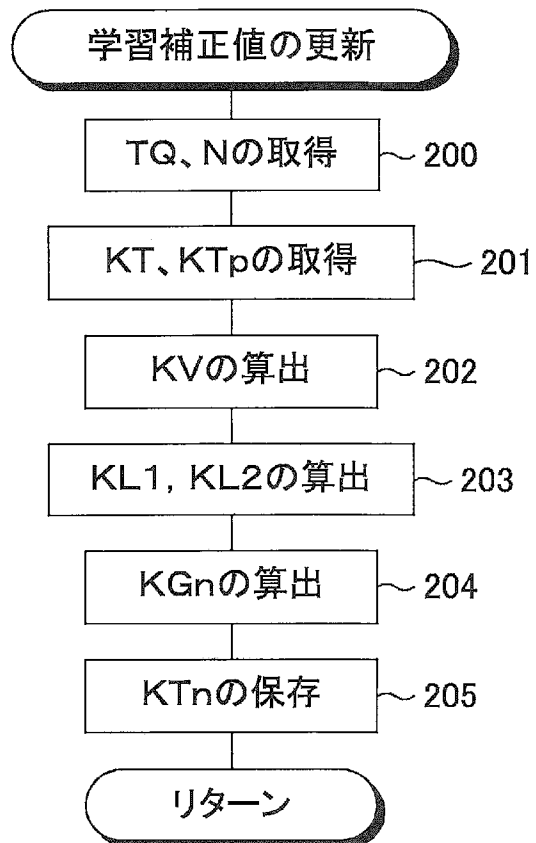 学習補正値の更新
TQ、Nの取得
200
KT、KTpの取得
201
KVの算出
202
KL1, KL2の算出
203
KGnの算出
204
KTnの保存
205
リターン